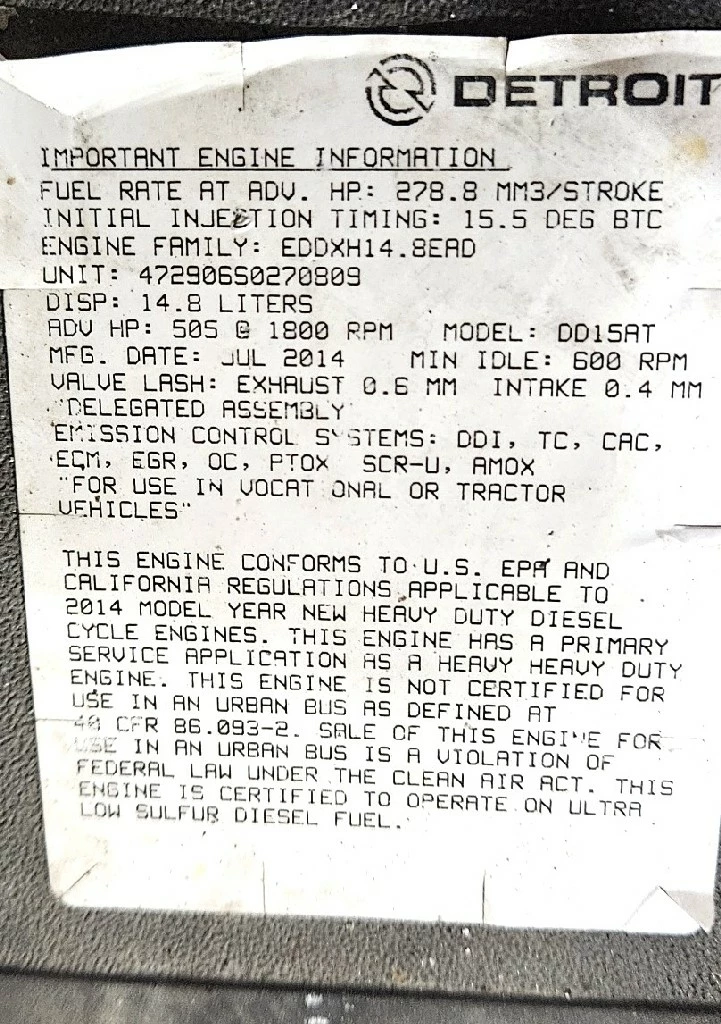 DETROIT
IMPORTANT ENGINE INFORMATION
FUEL RATE AT ADV. HP: 278.8 MM3/STROKE
INITIAL INJECTION TIMING: 15.5 DEG BTC
ENGINE FAMILY: EDDXH14.8EAD
UNIT: 472906S0270809
DISP: 14.8 LITERS
ADV HP: 505 @ 1800 RPM MODEL: DD15AT
MFG. DATE: JUL 2014 MIN IDLE: 600 RPM
VALVE LASH: EXHAUST 0.6 MM INTAKE 0.4 MM
"DELEGATED ASSEMBLY"
EMISSION CONTROL SYSTEMS: DDI, TC, CAC,
ECM, EGR, OC, PTOX SCR-U, AMOX
"FOR USE IN VOCATIONAL OR TRACTOR
VEHICLES"
THIS ENGINE CONFORMS TO U.S. EPA AND
CALIFORNIA REGULATIONS APPLICABLE TO
2014 MODEL YEAR NEW HEAVY DUTY DIESEL
CYCLE ENGINES. THIS ENGINE HAS A PRIMARY
SERVICE APPLICATION AS A HEAVY HEAVY DUTY
ENGINE. THIS ENGINE IS NOT CERTIFIED FOR
USE IN AN URBAN BUS AS DEFINED AT
40 CFR 86.093-2. SALE OF THIS ENGINE FOR
USE IN AN URBAN BUS IS A VIOLATION OF
FEDERAL LAW UNDER THE CLEAN AIR ACT. THIS
ENGINE IS CERTIFIED TO OPERATE ON ULTRA
LOW SULFUR DIESEL FUEL.